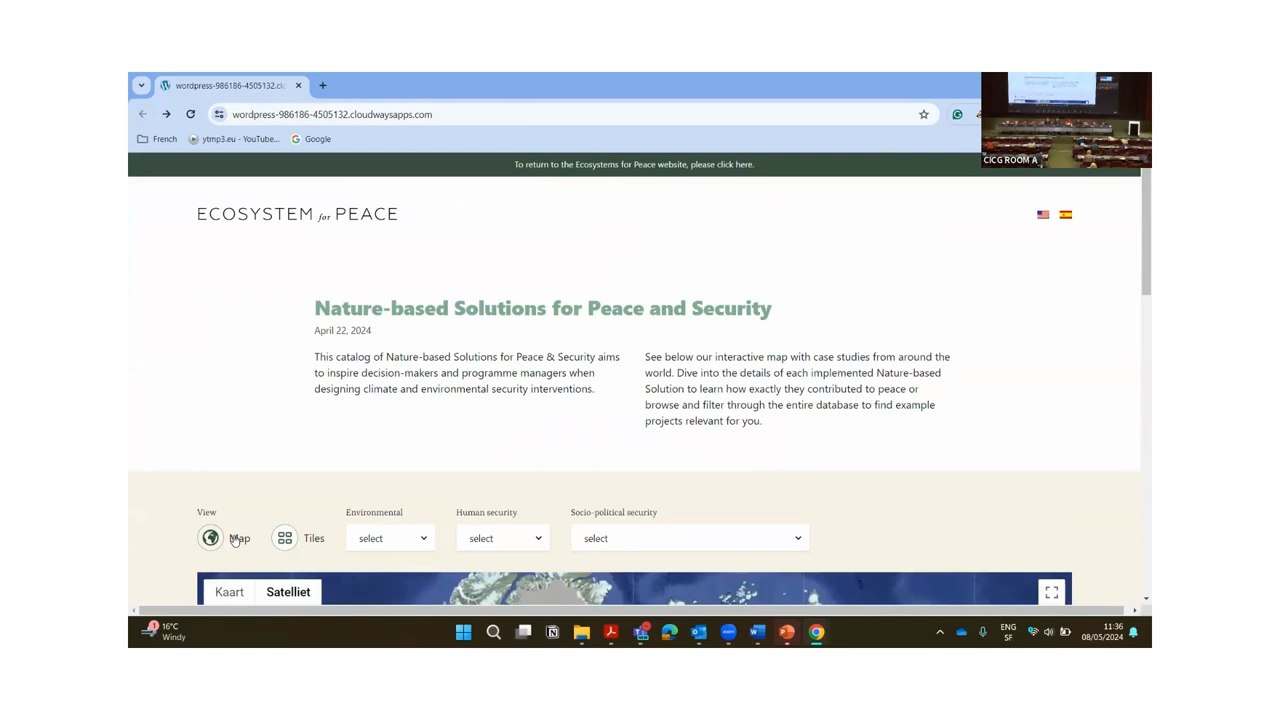 wordpress-986186-4505132.clo
wordpress-986186-4505132.cloudwaysapps.com
French
ytmp3.eu - YouTube...
Google
CICG ROOM A
To return to the Ecosystems for Peace website, please click here.
ECOSYSTEM for PEACE
Nature-based Solutions for Peace and Security
April 22, 2024
This catalog of Nature-based Solutions for Peace & Security aims
to inspire decision-makers and programme managers when
designing climate and environmental security interventions.
See below our interactive map with case studies from around the
world. Dive into the details of each implemented Nature-based
Solution to learn how exactly they contributed to peace or
browse and filter through the entire database to find example
projects relevant for you.
View
Environmental
Human security
Socio-political security
Map
Tiles
select
select
select
Kaart
Satelliet
16°C
Windy
ENG
SF
11:36
08/05/2024